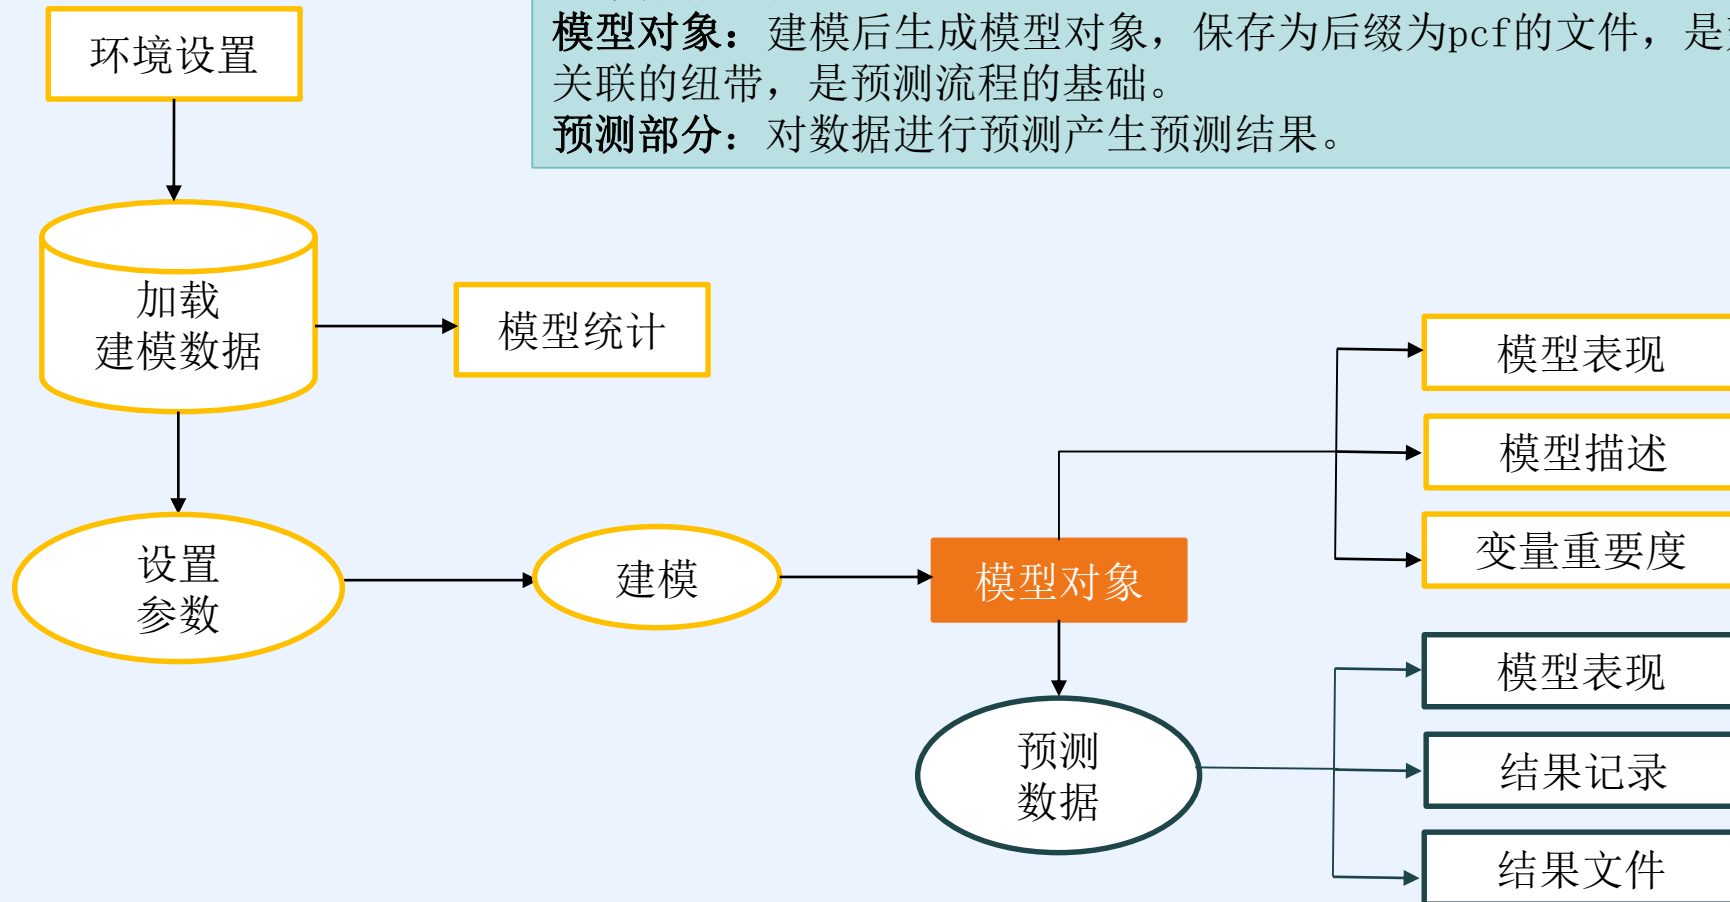 模型对象：建模后生成模型对象，保存为后缀为pcf的文件，是
关联的纽带，是预测流程的基础。
预测部分：对数据进行预测产生预测结果。
环境设置
加载
建模数据
模型统计
设置
参数
建模
模型对象
模型表现
模型描述
变量重要度
预测
数据
模型表现
结果记录
结果文件